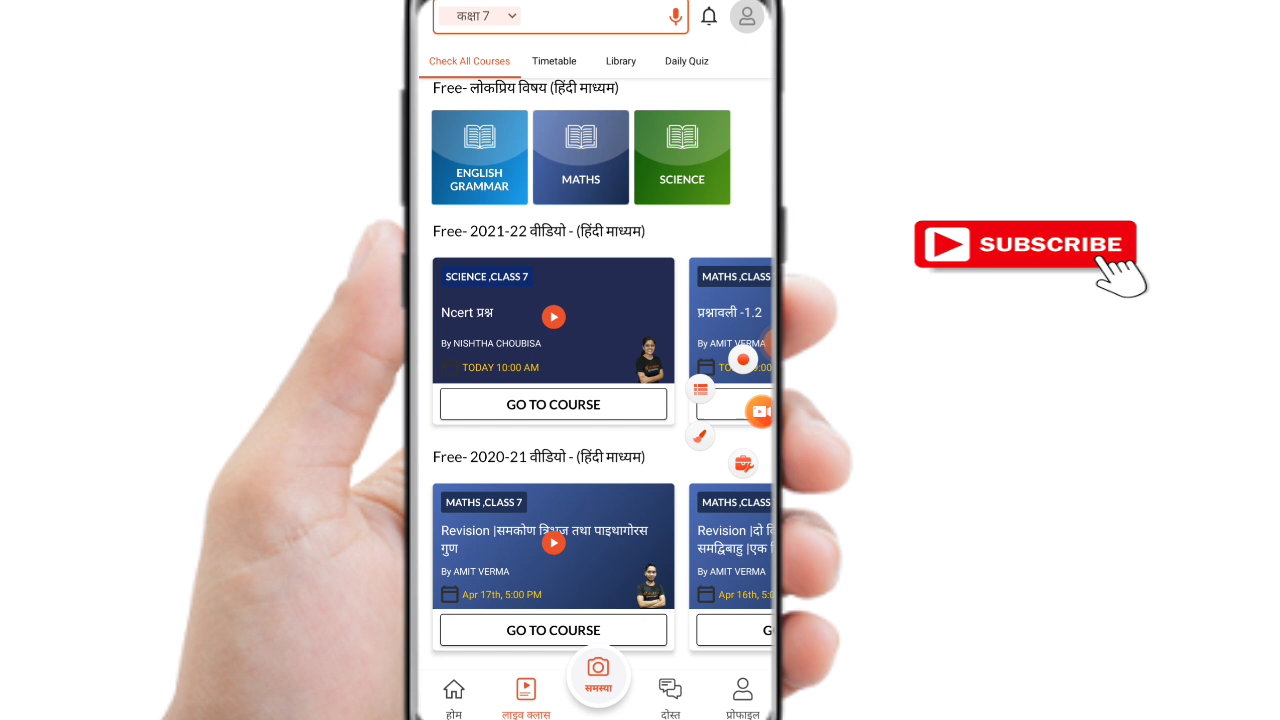 कक्षा 7
Check All Courses Timetable Library Daily Quiz
Free- लोकप्रिय विषय (हिंदी माध्यम)
ENGLISH
GRAMMAR
MATHS
SCIENCE
Free- 2021-22 वीडियो - (हिंदी माध्यम)
SCIENCE ,CLASS 7
Ncert प्रश्न
By NISHTHA CHOUBISA
TODAY 10:00 AM
GO TO COURSE
MATHS ,CLASS
प्रश्नावली -1.2
By AMIT VERMA
SUBSCRIBE
Free- 2020-21 वीडियो - (हिंदी माध्यम)
MATHS ,CLASS 7
Revision |समकोण त्रिभुज तथा पाइथागोरस
गुण
By AMIT VERMA
Apr 17th, 5:00 PM
GO TO COURSE
MATHS ,CLASS
Revision |दो
समद्विबाहु |एक
By AMIT VERMA
Apr 16th, 5:0
G
समस्या
होम लाइव क्लास दोस्त प्रोफाइल